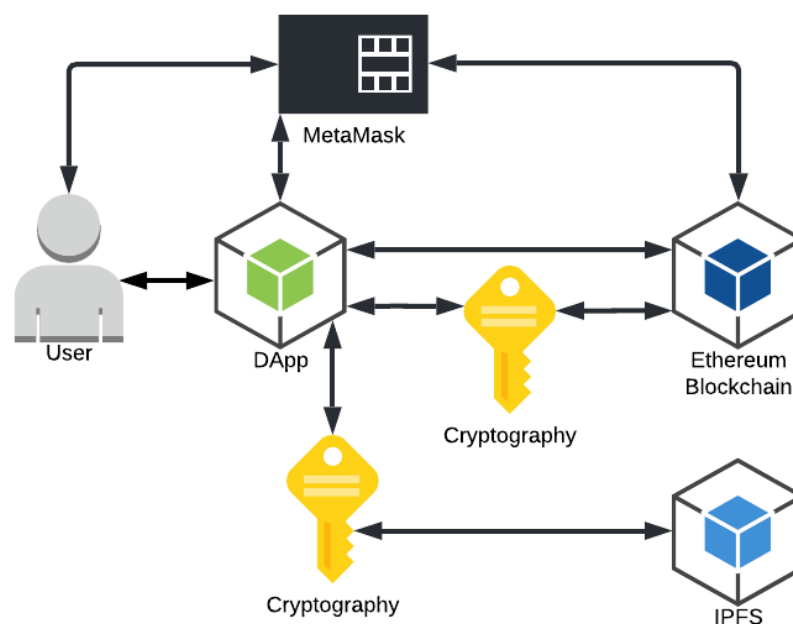 MetaMask
User
DApp
Ethereum
Blockchain
Cryptography
Cryptography
IPFS